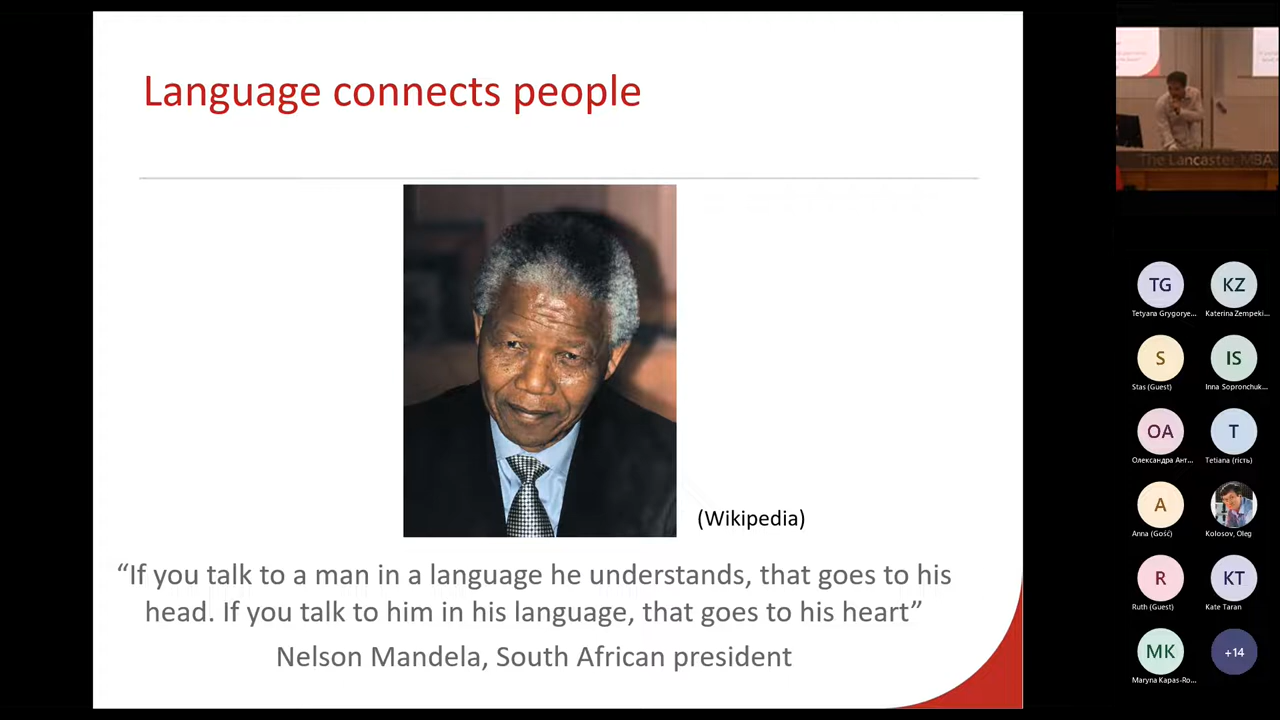 Language connects people
(Wikipedia)
“If you talk to a man in a language he understands, that goes to his
head. If you talk to him in his language, that goes to his heart”
Nelson Mandela, South African president
The Lancaster MBA
TG
KZ
Tetyana Grygorye...
Katerina Zempeki...
S
IS
Stas (Guest)
Inna Sopronchuk...
OA
T
Олександра Ант...
Tetiana (гість)
A
Anna (Gość)
Kolosov, Oleg
R
KT
Ruth (Guest)
Kate Taran
MK
+14
Maryna Kapas-Ro...